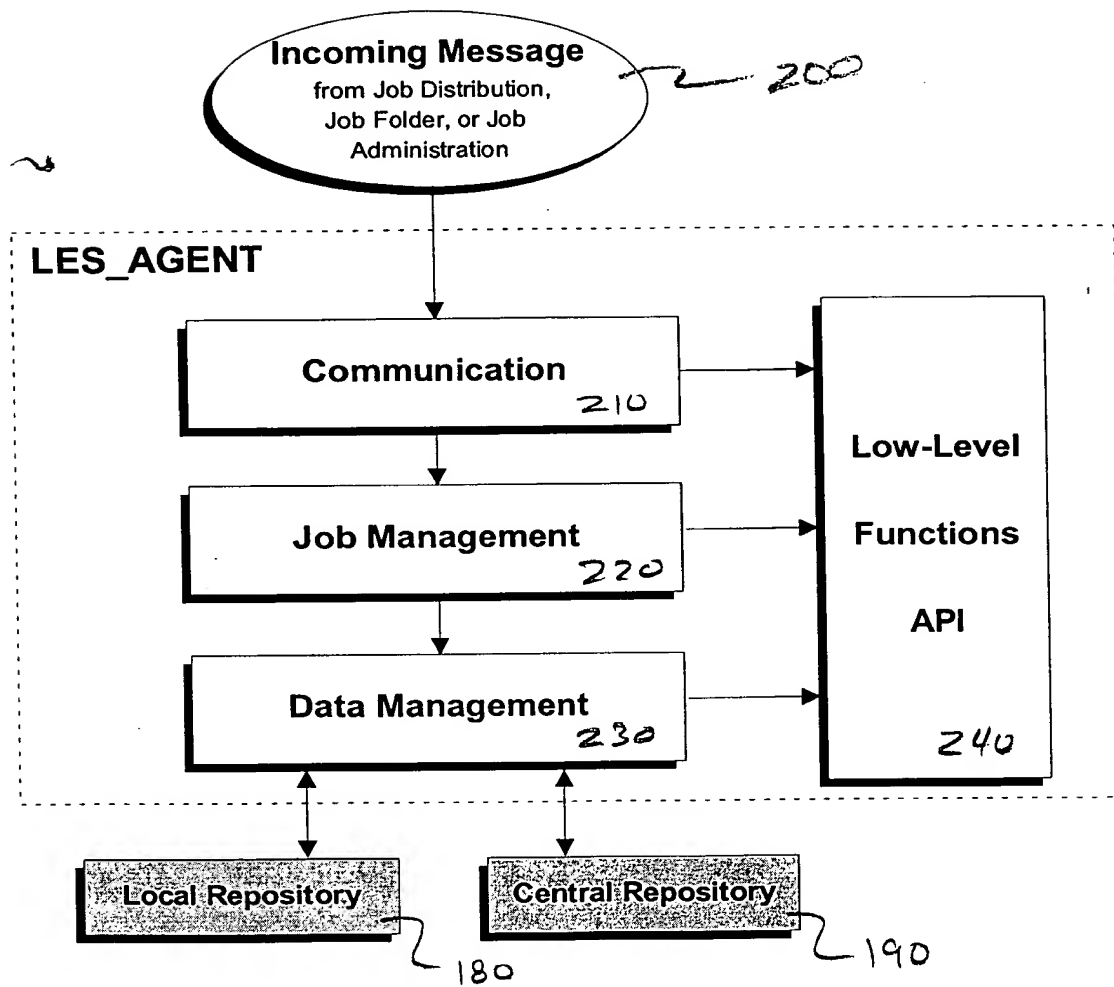 Incoming Message
from Job Distribution,
Job Folder, or Job
Administration
200
LES_AGENT
Communication
210
Job Management
220
Data Management
230
Low-Level
Functions
API
240
Local Repository
180
Central Repository
190